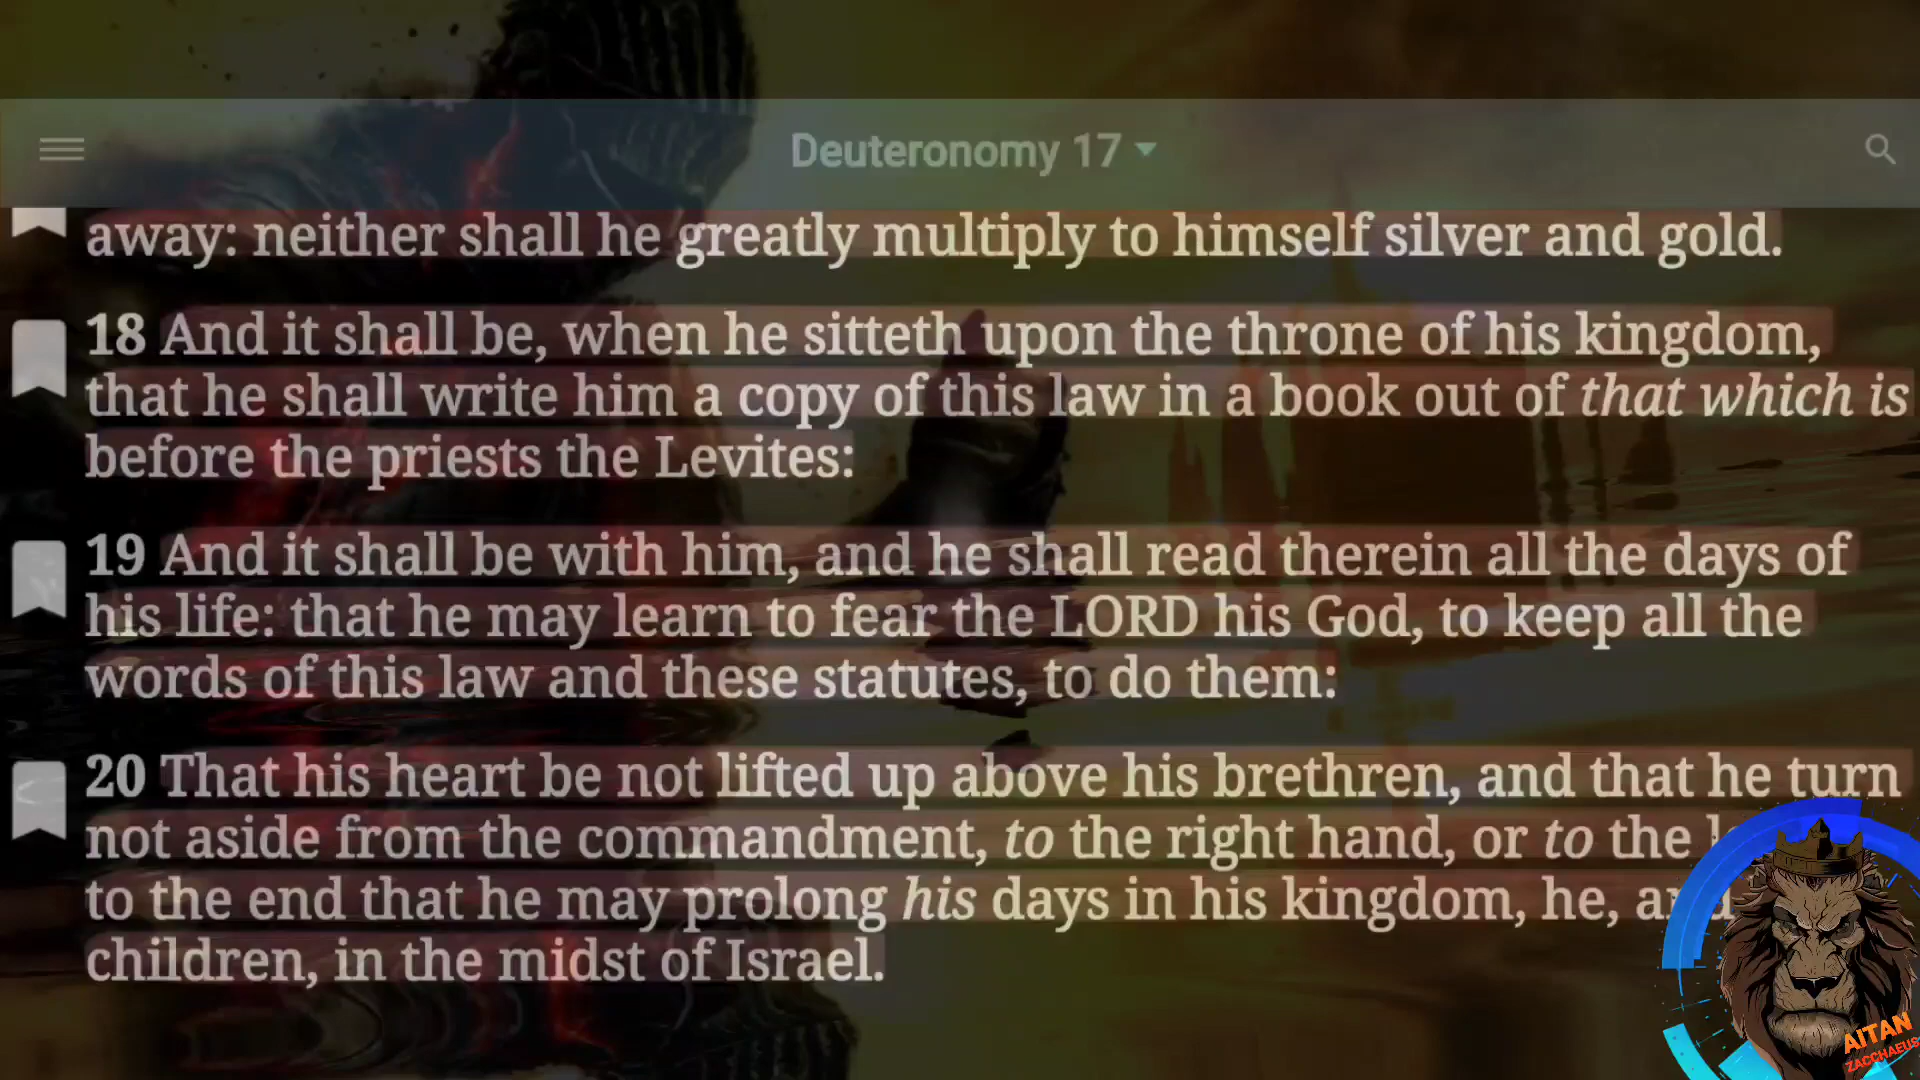 Deuteronomy 17
away: neither shall he greatly multiply to himself silver and gold.
18 And it shall be, when he sitteth upon the throne of his kingdom,
that he shall write him a copy of this law in a book out of that which is
before the priests the Levites:
19 And it shall be with him, and he shall read therein all the days of
his life: that he may learn to fear the LORD his God, to keep all the
words of this law and these statutes, to do them:
20 That his heart be not lifted up above his brethren, and that he turn
not aside from the commandment, to the right hand, or to the
to the end that he may prolong his days in his kingdom, he, and
children, in the midst of Israel.
AITAN
ZACCHAEUS